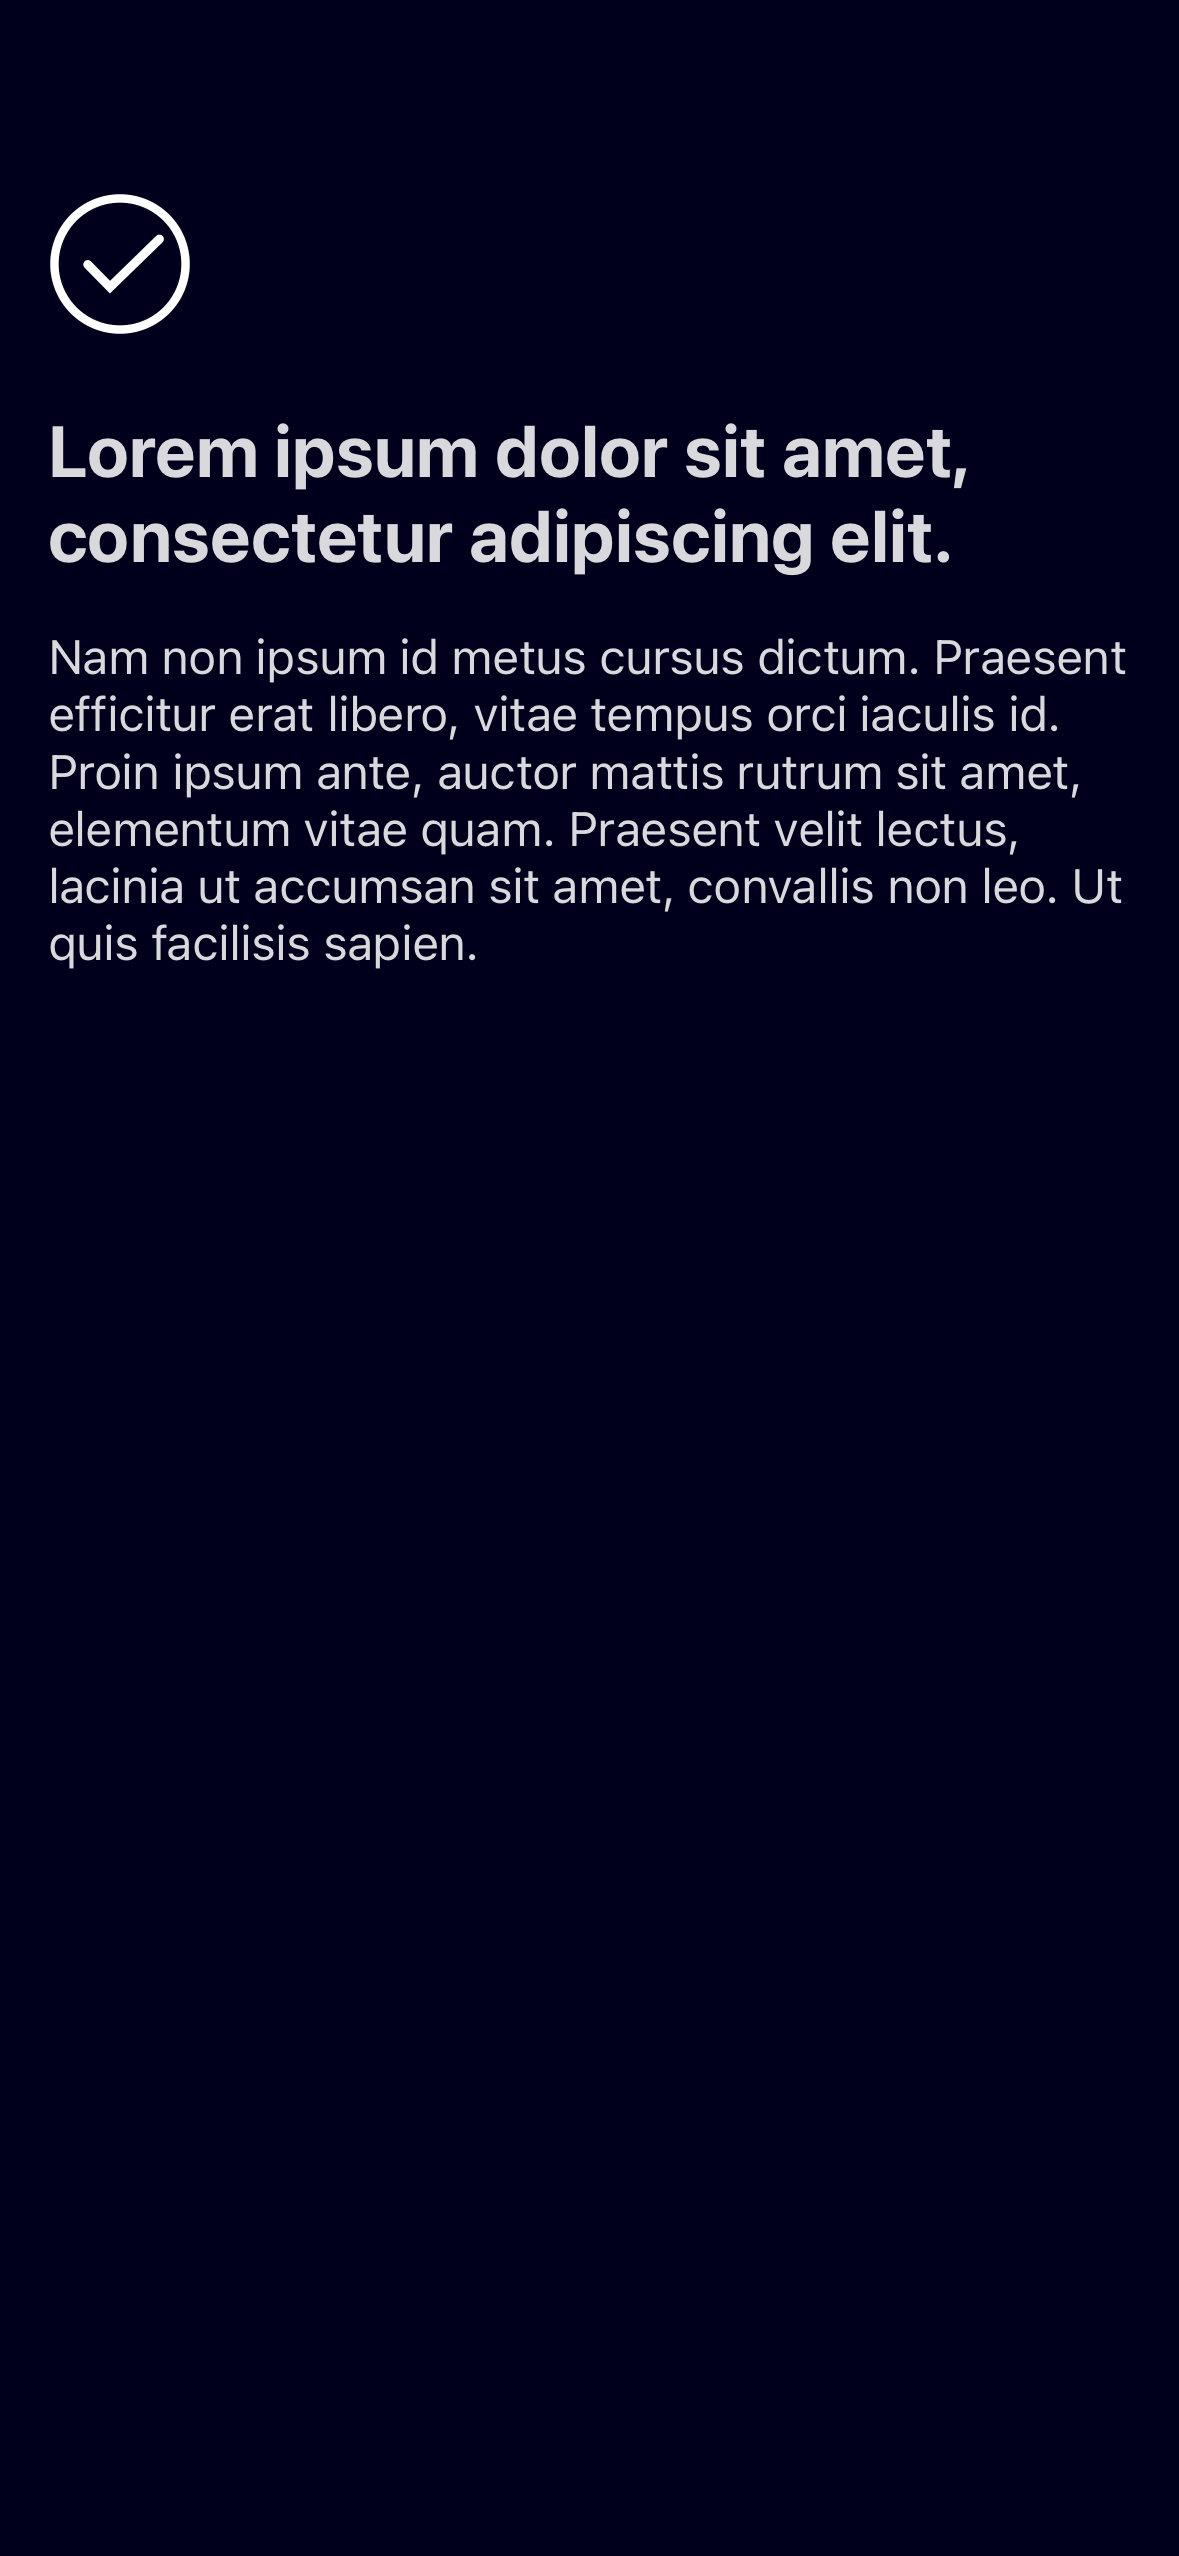 Lorem ipsum dolor sit amet,
consectetur adipiscing elit.
Nam non ipsum id metus cursus dictum. Praesent
efficitur erat libero, vitae tempus orci iaculis id.
Proin ipsum ante, auctor mattis rutrum sit amet,
elementum vitae quam. Praesent velit lectus,
lacinia ut accumsan sit amet, convallis non leo. Ut
quis facilisis sapien.